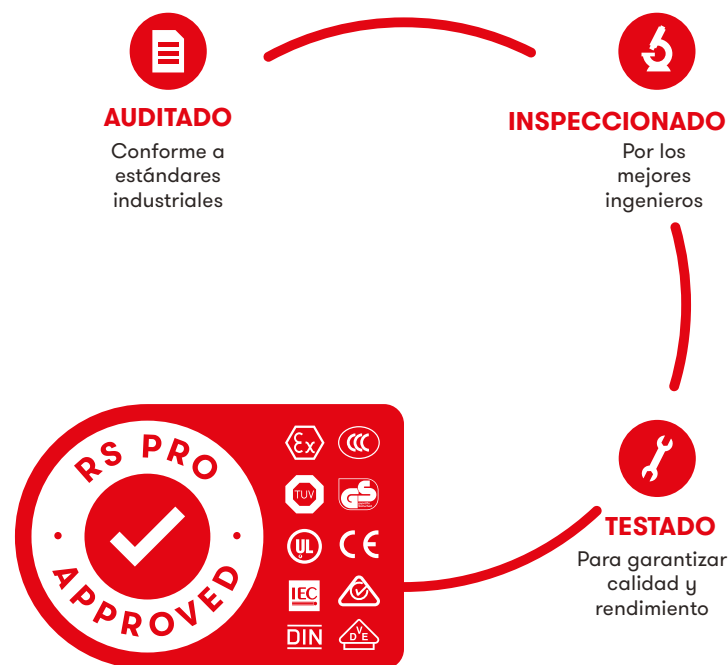 AUDITADO
Conforme a
estándares
industriales
INSPECCIONADO
Por los
mejores
ingenieros
TESTADO
Para garantizar
calidad y
rendimiento
RS PRO
APPROVED
Ex
CCC
TUV
GS
UL
CE
IEC
DIN
DVE